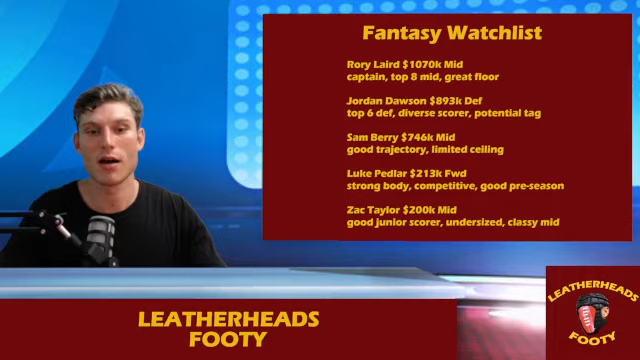 Fantasy Watchlist
Rory Laird $1070k Mid
captain, top 8 mid, great floor
Jordan Dawson $893k Def
top 6 def, diverse scorer, potential tag
Sam Berry $746k Mid
good trajectory, limited ceiling
Luke Pedlar $213k Fwd
strong body, competitive, good pre-season
Zac Taylor $200k Mid
good junior scorer, undersized, classy mid
LEATHERHEADS
FOOTY
LEATHERHEADS
FOOTY